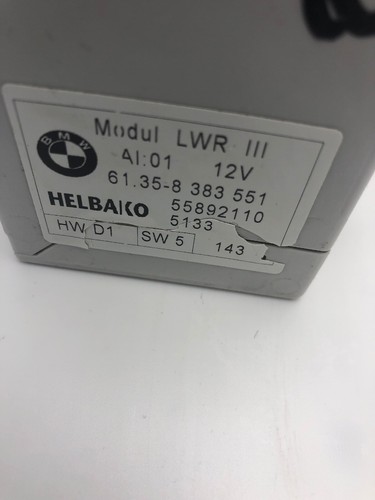 BMW
Modul LWR III
AI:01 12V
61.35-8 383 551
HELBAKO 55892110
5133
HW D1 SW 5 143